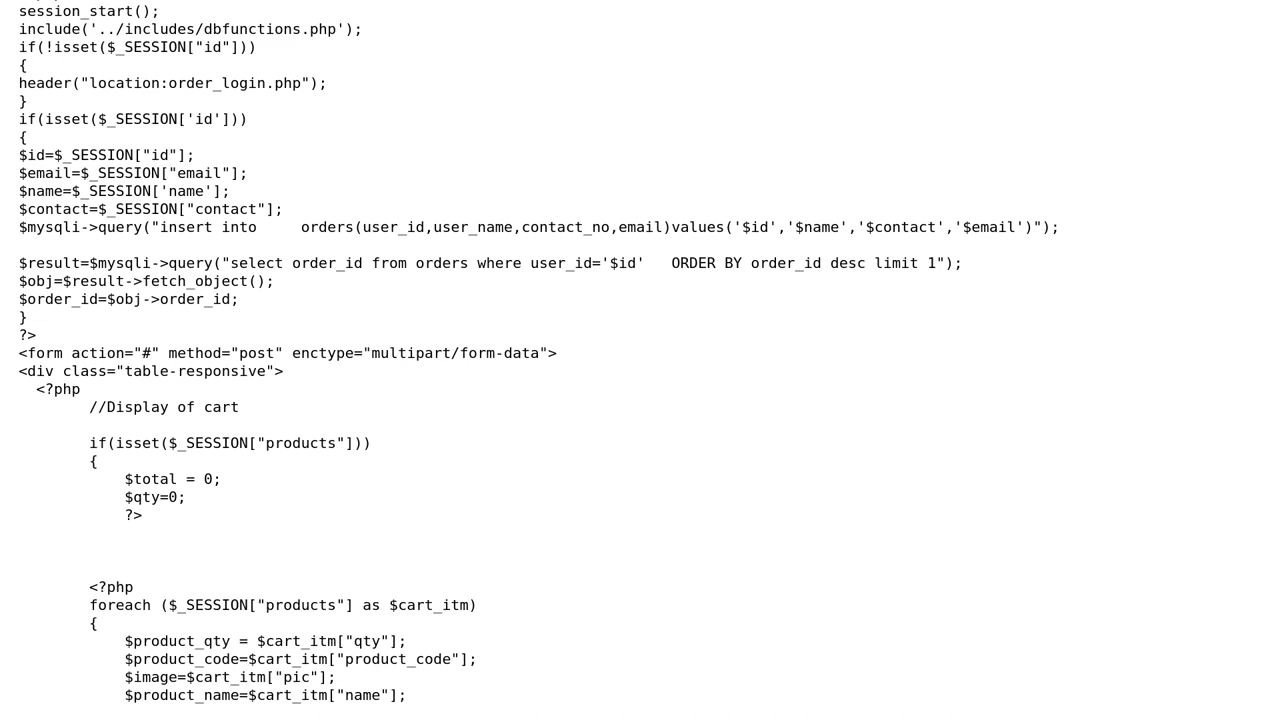 session_start();
include('../includes/dbfunctions.php');
if(!isset($_SESSION["id"]))
{
header("location:order_login.php");
}
if(isset($_SESSION['id']))
{
$id=$_SESSION["id"];
$email=$_SESSION["email"];
$name=$_SESSION['name'];
$contact=$_SESSION["contact"];
$mysqli->query("insert into     orders(user_id,user_name,contact_no,email)values('$id','$name','$contact','$email')");
$result=$mysqli->query("select order_id from orders where user_id='$id'   ORDER BY order_id desc limit 1");
$obj=$result->fetch_object();
$order_id=$obj->order_id;
}
?>
<form action="#" method="post" enctype="multipart/form-data">
<div class="table-responsive">
  <?php
        //Display of cart
        if(isset($_SESSION["products"]))
        {
            $total = 0;
            $qty=0;
            ?>
        <?php
        foreach ($_SESSION["products"] as $cart_itm)
        {
            $product_qty = $cart_itm["qty"];
            $product_code=$cart_itm["product_code"];
            $image=$cart_itm["pic"];
            $product_name=$cart_itm["name"];